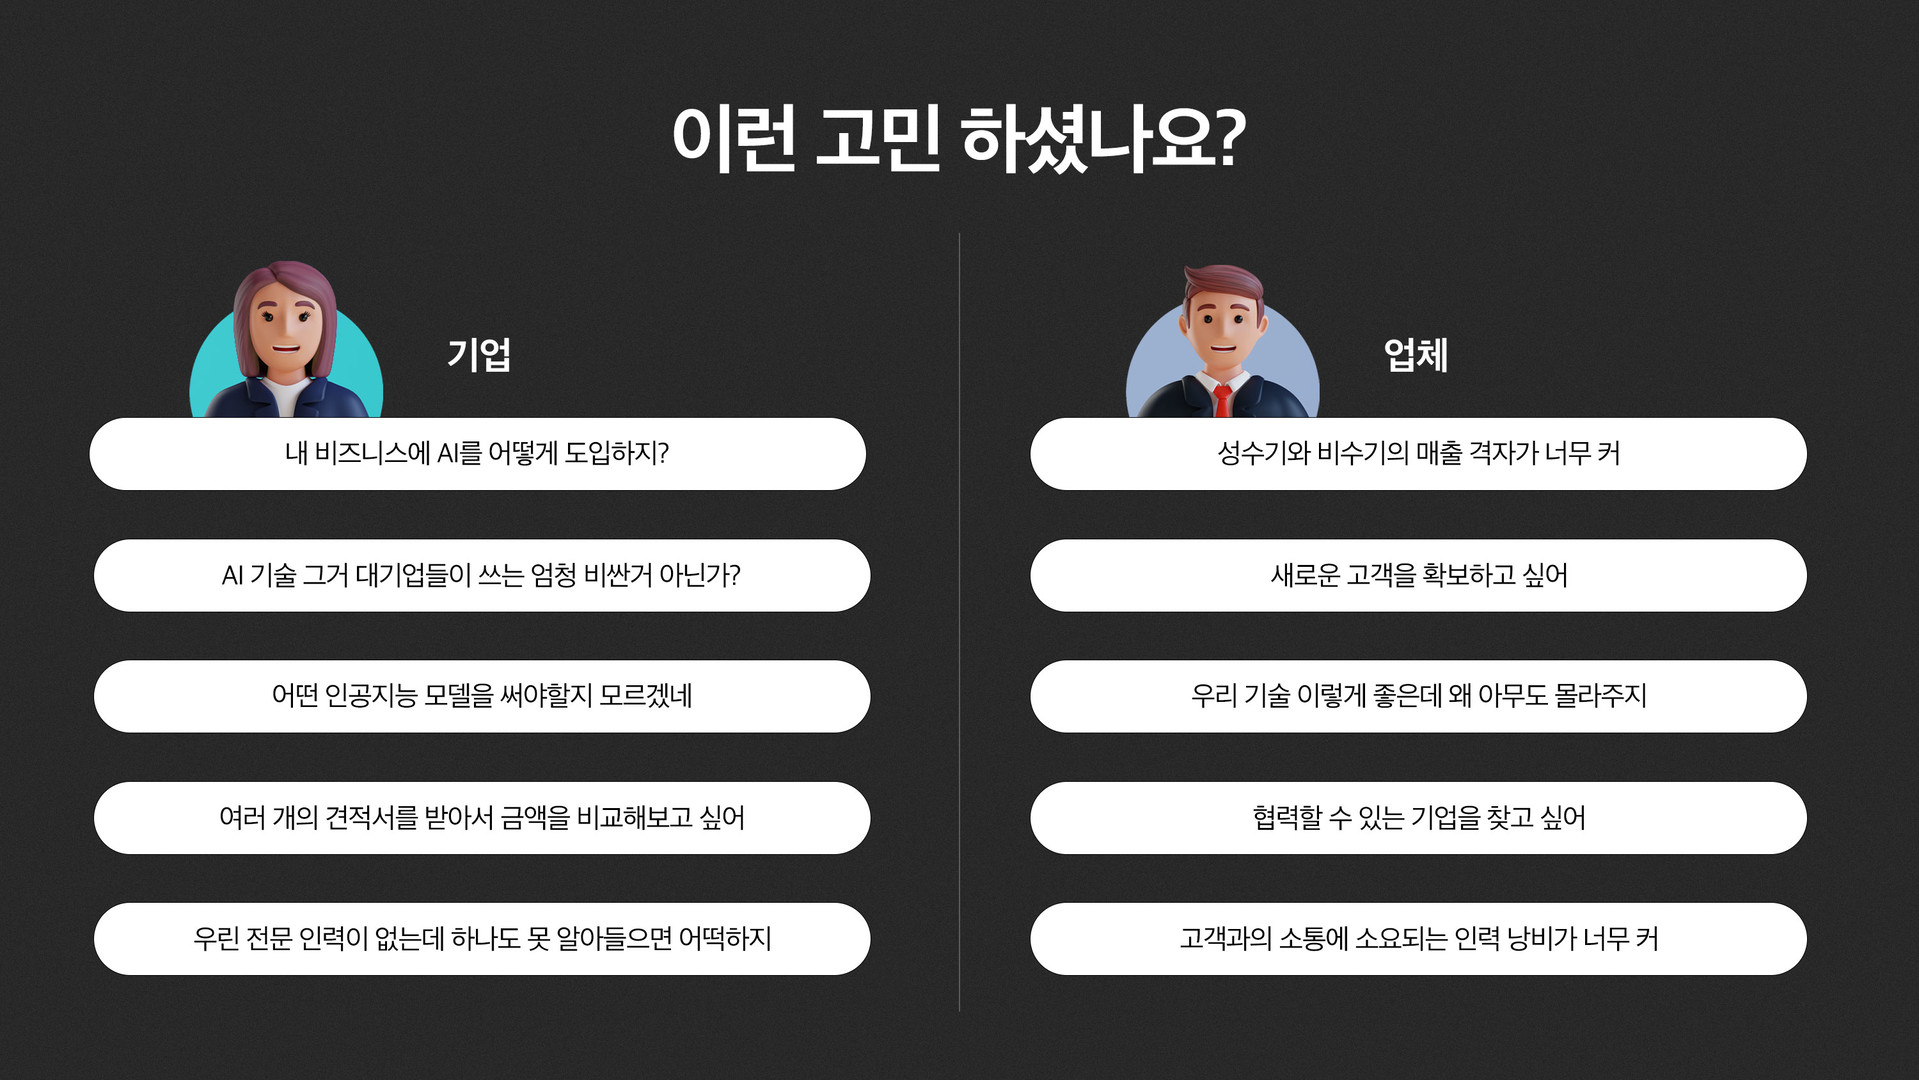 이런 고민 하셨나요?
기업
내 비즈니스에 AI를 어떻게 도입하지?
AI 기술 그거 대기업들이 쓰는 엄청 비싼거 아닌가?
어떤 인공지능 모델을 써야할지 모르겠네
여러 개의 견적서를 받아서 금액을 비교해보고 싶어
우린 전문 인력이 없는데 하나도 못 알아들으면 어떡하지
업체
성수기와 비수기의 매출 격자가 너무 커
새로운 고객을 확보하고 싶어
우리 기술 이렇게 좋은데 왜 아무도 몰라주지
협력할 수 있는 기업을 찾고 싶어
고객과의 소통에 소요되는 인력 낭비가 너무 커